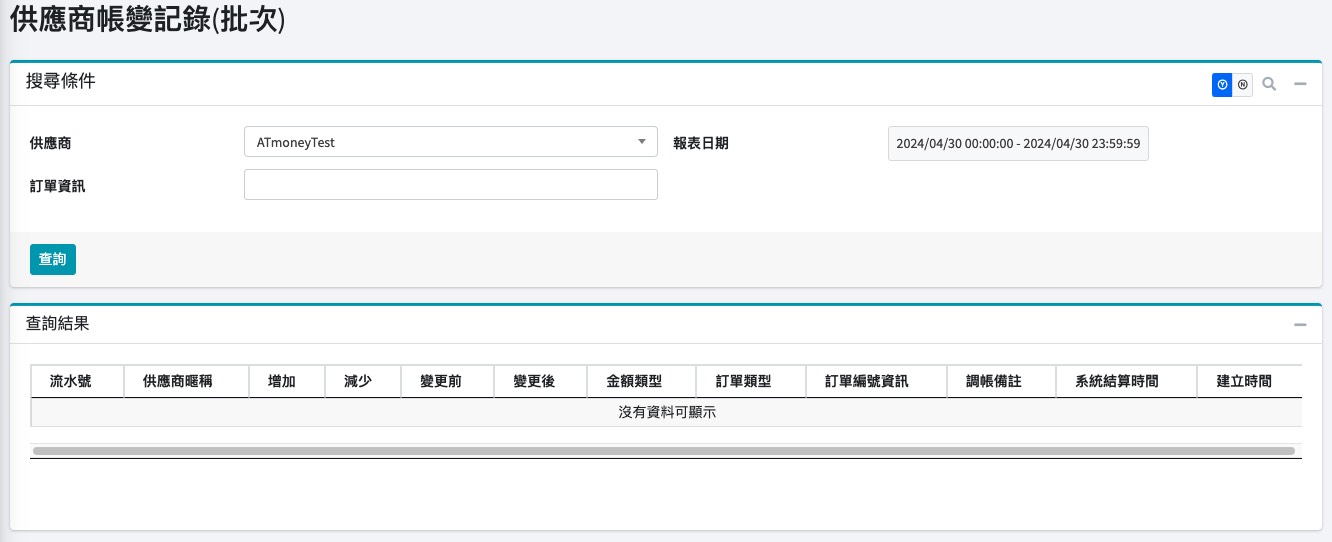 供應商帳變記錄(批次)
搜尋條件
Y N
供應商 ATmoneyTest 報表日期 2024/04/30 00:00:00 - 2024/04/30 23:59:59
訂單資訊
查詢
查詢結果
流水號 供應商暱稱 增加 減少 變更前 變更後 金額類型 訂單類型 訂單編號資訊 調帳備註 系統結算時間 建立時間
沒有資料可顯示